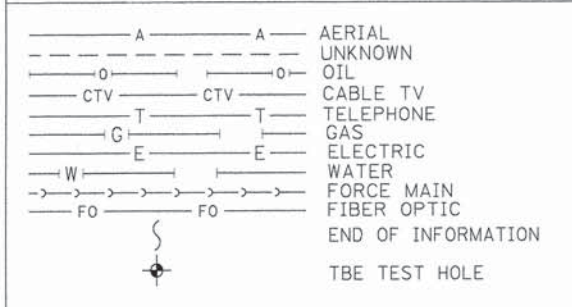 A A AERIAL
UNKNOWN
O O OIL
CTV CTV CABLE TV
T T TELEPHONE
G GAS
E E ELECTRIC
W WATER
FORCE MAIN
FO FO FIBER OPTIC
END OF INFORMATION
TBE TEST HOLE